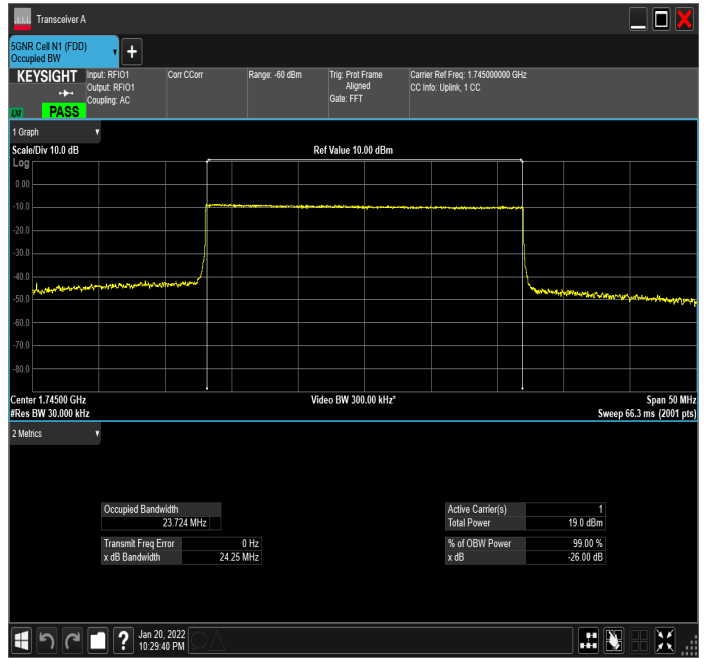 Transceiver A
5GNR Cell N1 (FDD)
Occupied BW
+
KEYSIGHT
Input: RFIO1
Output: RFIO1
Coupling: AC
Corr CCorr
Range: -60 dBm
Trig: Prot Frame
Aligned
Gate: FFT
Carrier Ref Freq: 1.745000000 GHz
CC Info: Uplink, 1 CC
LXI
PASS
1 Graph
Scale/Div 10.0 dB
Ref Value 10.00 dBm
Log
0.00
-10.0
-20.0
-30.0
-40.0
-50.0
-60.0
-70.0
-80.0
Center 1.74500 GHz
Video BW 300.00 kHz*
Span 50 MHz
#Res BW 30.000 kHz
Sweep 66.3 ms (2001 pts)
2 Metrics
Occupied Bandwidth
23.724 MHz
Transmit Freq Error 0 Hz
x dB Bandwidth 24.25 MHz
Active Carrier(s) 1
Total Power 19.0 dBm
% of OBW Power 99.00 %
x dB -26.00 dB
?
Jan 20, 2022
10:29:40 PM